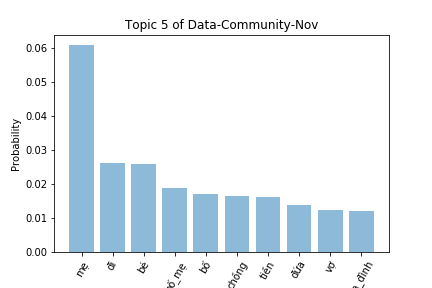 Topic 5 of Data-Community-Nov
Probability
0.06
0.05
0.04
0.03
0.02
0.01
0.00
mẹ
đi
bé
bố
chồng
tiền
đứa
vợ